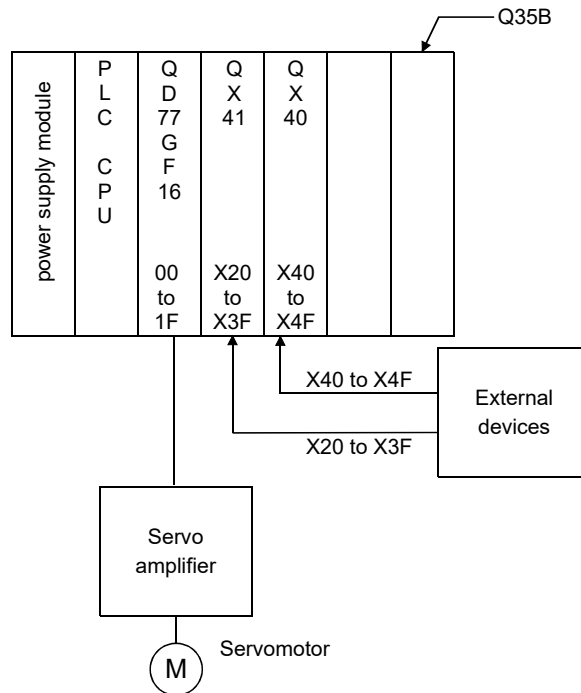 Q35B
power supply module
P
L
C
C
P
U
Q
D
77
G
F
16
00
to
1F
Q
X
41
X20
to
X3F
Q
X
40
X40
to
X4F
X40 to X4F
X20 to X3F
External
devices
Servo
amplifier
M
Servomotor